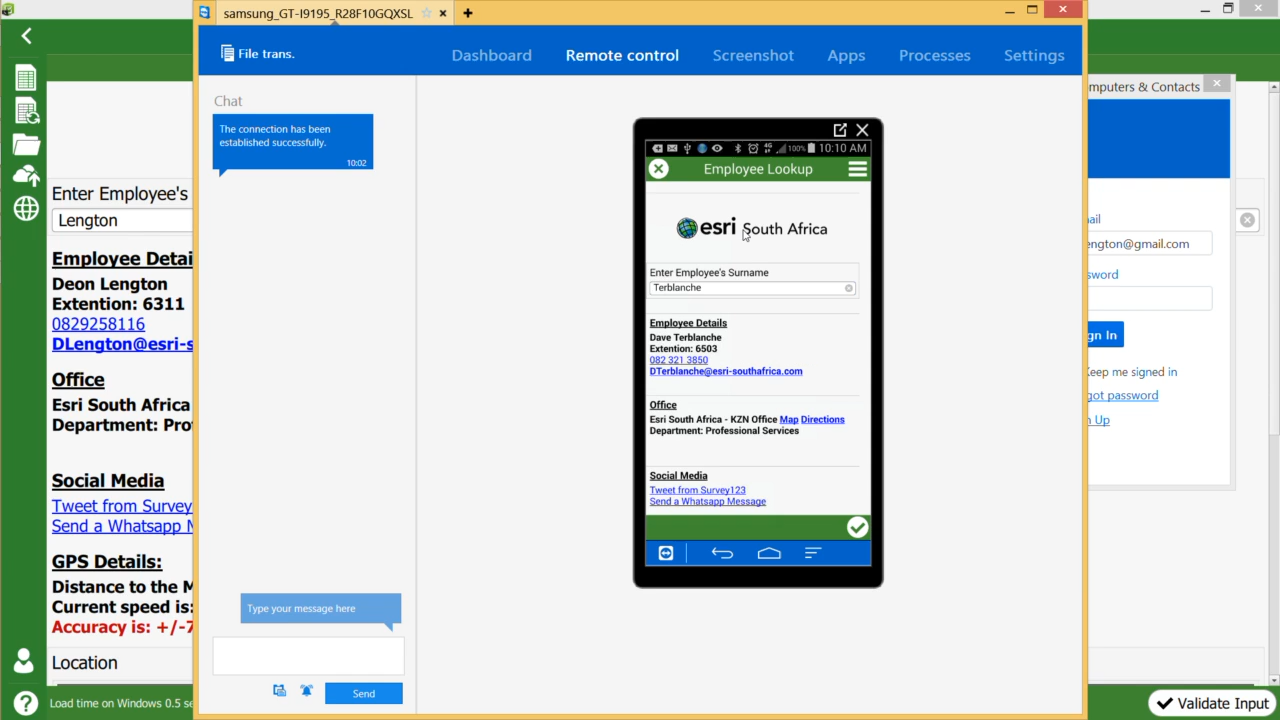 samsung_GT-I9195_R28F10GQXSL
File trans.
Dashboard
Remote control
Screenshot
Apps
Processes
Settings
Chat
The connection has been
established successfully.
10:02
Type your message here
Send
100%
10:10 AM
Employee Lookup
esri South Africa
Enter Employee's Surname
Terblanche
Employee Details
Dave Terblanche
Extention: 6503
082 321 3850
DTerblanche@esri-southafrica.com
Office
Esri South Africa - KZN Office Map Directions
Department: Professional Services
Social Media
Tweet from Survey123
Send a Whatsapp Message
Enter Employee's
Lengton
Employee Detai
Deon Lengton
Extention: 6311
0829258116
DLengton@esri-s
Office
Esri South Africa
Department: Pro
Social Media
Tweet from Survey
Send a Whatsapp M
GPS Details:
Distance to the M
Current speed is:
Accuracy is: +/-7
Location
Load time on Windows 0.5 se
Validate Input
mputers & Contacts
ail
ength@gmail.com
sword
gn In
Keep me signed in
got password
n Up